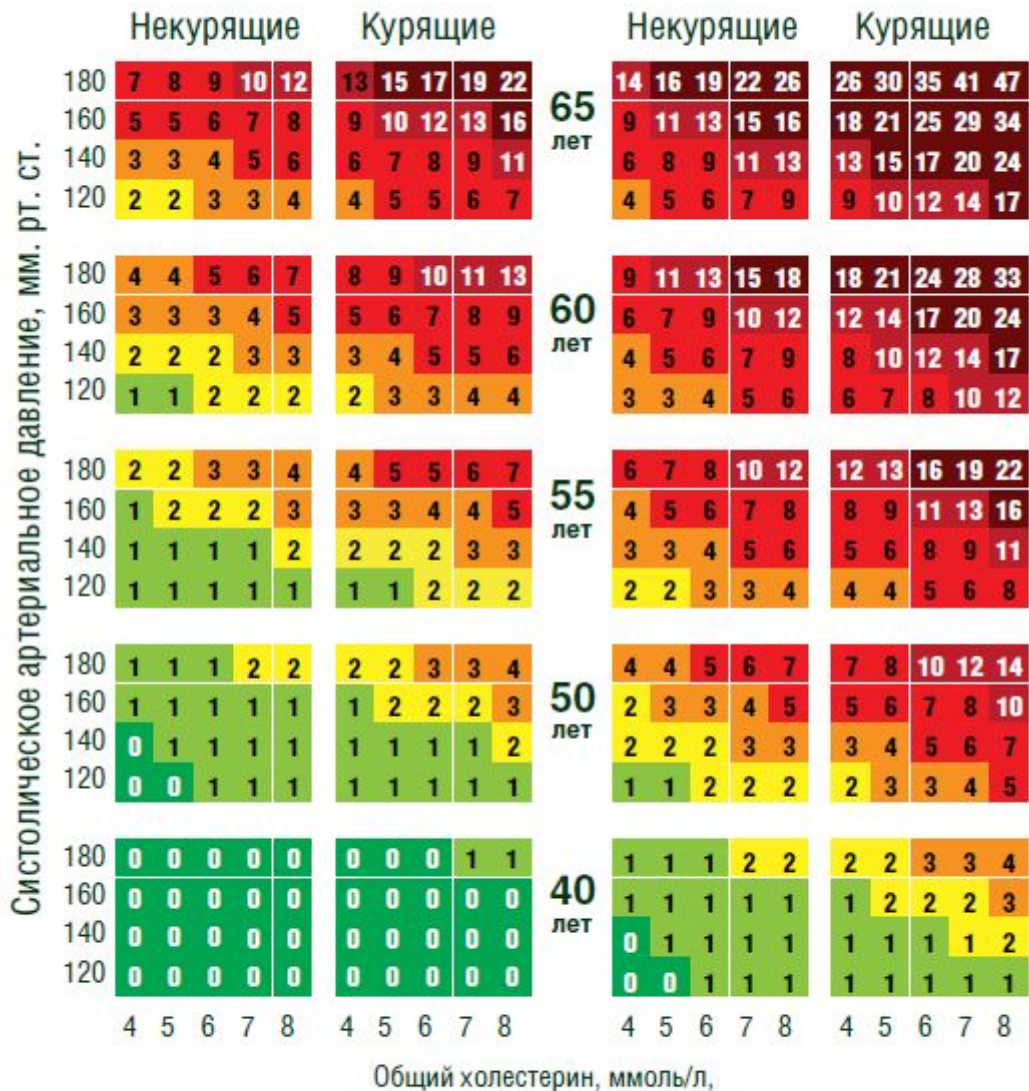 Некурящие Курящие Некурящие Курящие
Систолическое артериальное давление, мм. рт. ст.
65 лет
180 7 8 9 10 12 13 15 17 19 22 14 16 19 22 26 26 30 35 41 47
160 5 5 6 7 8 9 10 12 13 16 9 11 13 15 16 18 21 25 29 34
140 3 3 4 5 6 6 7 8 9 11 6 8 9 11 13 13 15 17 20 24
120 2 2 3 3 4 4 5 5 6 7 4 5 6 7 9 9 10 12 14 17
60 лет
180 4 4 5 6 7 8 9 10 11 13 9 11 13 15 18 18 21 24 28 33
160 3 3 3 4 5 5 6 7 8 9 6 7 9 10 12 12 14 17 20 24
140 2 2 2 3 3 3 4 5 5 6 4 5 6 7 9 8 10 12 14 17
120 1 1 2 2 2 2 3 3 4 4 3 3 4 5 6 6 7 8 10 12
55 лет
180 2 2 3 3 4 4 5 5 6 7 6 7 8 10 12 12 13 16 19 22
160 1 2 2 2 3 3 3 4 4 5 4 5 6 7 8 8 9 11 13 16
140 1 1 1 1 2 2 2 2 3 3 3 3 4 5 6 5 6 8 9 11
120 1 1 1 1 1 1 1 2 2 2 2 2 3 3 4 4 4 5 6 8
50 лет
180 1 1 1 2 2 2 2 3 3 4 4 4 5 6 7 7 8 10 12 14
160 1 1 1 1 1 1 2 2 2 3 2 3 3 4 5 5 6 7 8 10
140 0 1 1 1 1 1 1 1 1 2 2 2 2 3 3 3 4 5 6 7
120 0 0 1 1 1 1 1 1 1 1 1 1 2 2 2 2 3 3 4 5
40 лет
180 0 0 0 0 0 0 0 0 1 1 1 1 1 2 2 2 2 3 3 4
160 0 0 0 0 0 0 0 0 0 0 1 1 1 1 1 1 2 2 2 3
140 0 0 0 0 0 0 0 0 0 0 0 1 1 1 1 1 1 1 1 2
120 0 0 0 0 0 0 0 0 0 0 0 0 1 1 1 1 1 1 1 1
4 5 6 7 8 4 5 6 7 8 4 5 6 7 8 4 5 6 7 8
Общий холестерин, ммоль/л,